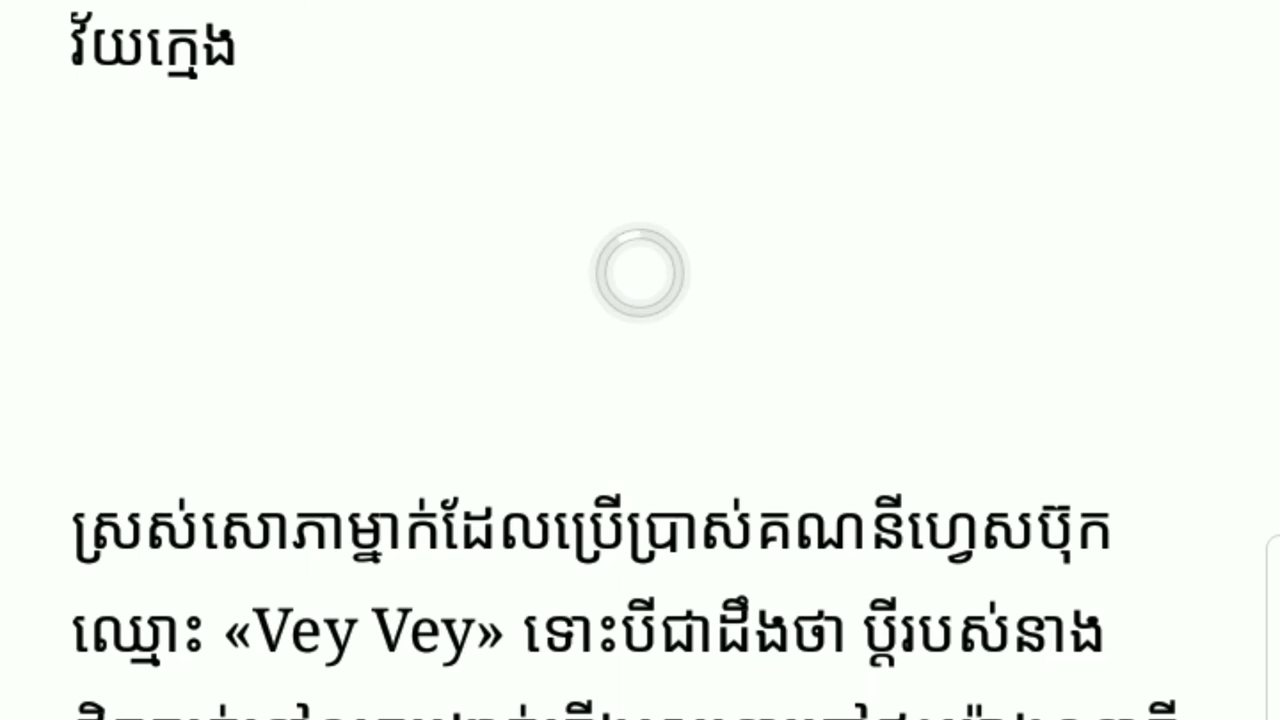 វ័យក្មេង
ស្រស់សោភាម្នាក់ដែលប្រើប្រាស់គណនីហ្វេសប៊ុក
ឈ្មោះ «Vey Vey» ទោះបីជាដឹងថា ប្តីរបស់នាង